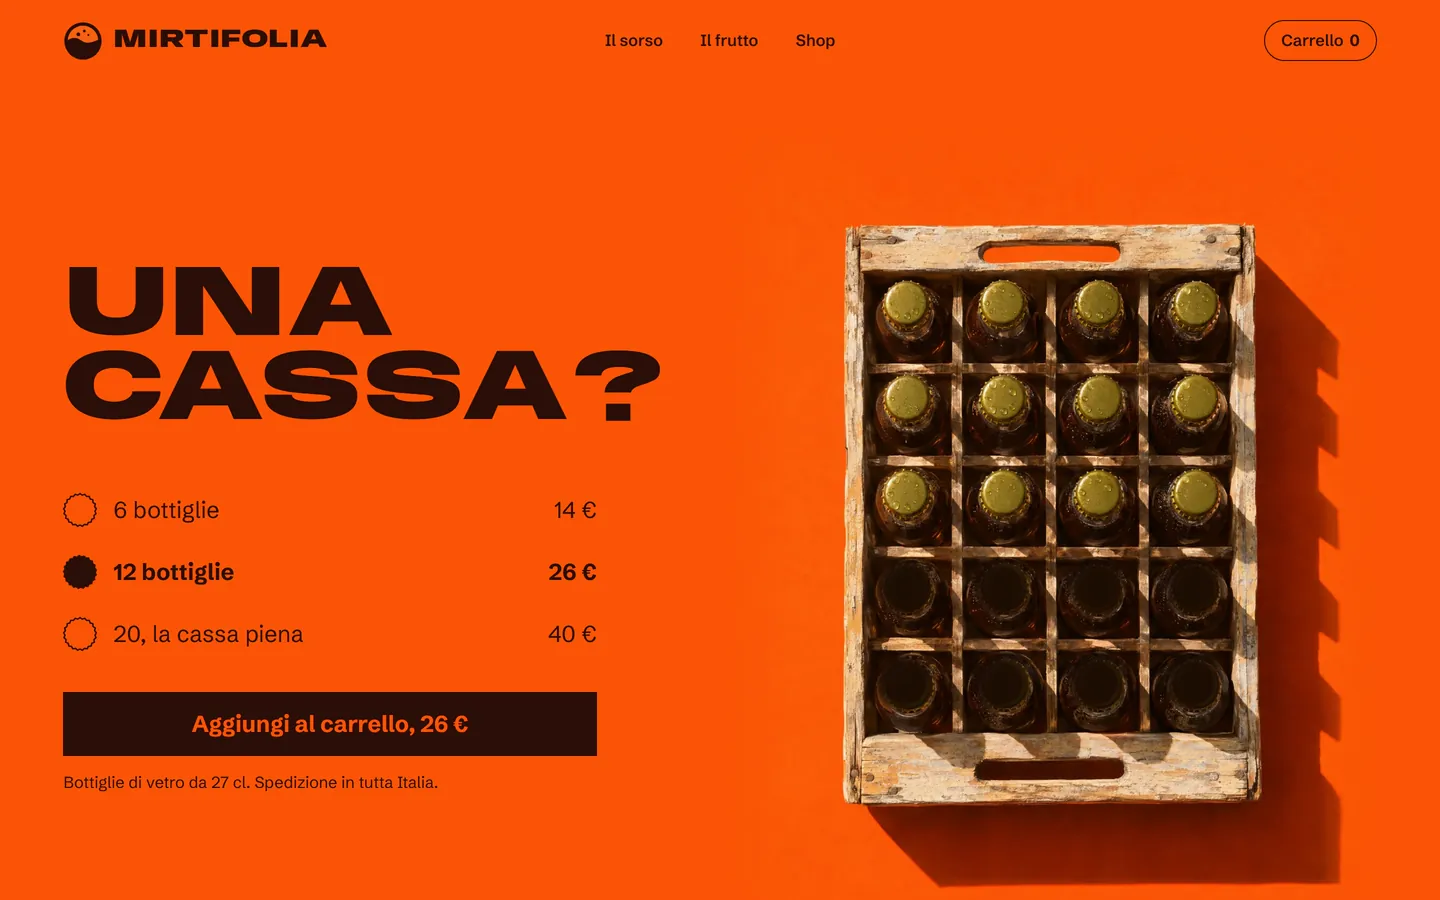 MIRTIFOLIA
Il sorso
Il frutto
Shop
Carrello 0
UNA
CASSA?
6 bottiglie 14 €
12 bottiglie 26 €
20, la cassa piena 40 €
Aggiungi al carrello, 26 €
Bottiglie di vetro da 27 cl. Spedizione in tutta Italia.